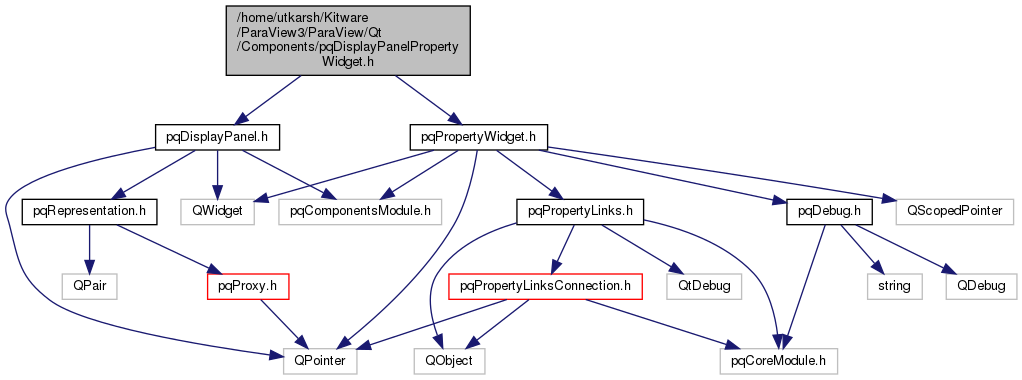 /home/utkarsh/Kitware
/ParaView3/ParaView/Qt
/Components/pqDisplayPanelProperty
Widget.h
pqDisplayPanel.h
pqPropertyWidget.h
pqRepresentation.h
QWidget
pqComponentsModule.h
pqPropertyLinks.h
pqDebug.h
QScopedPointer
QPair
pqProxy.h
pqPropertyLinksConnection.h
QtDebug
string
QDebug
QPointer
QObject
pqCoreModule.h